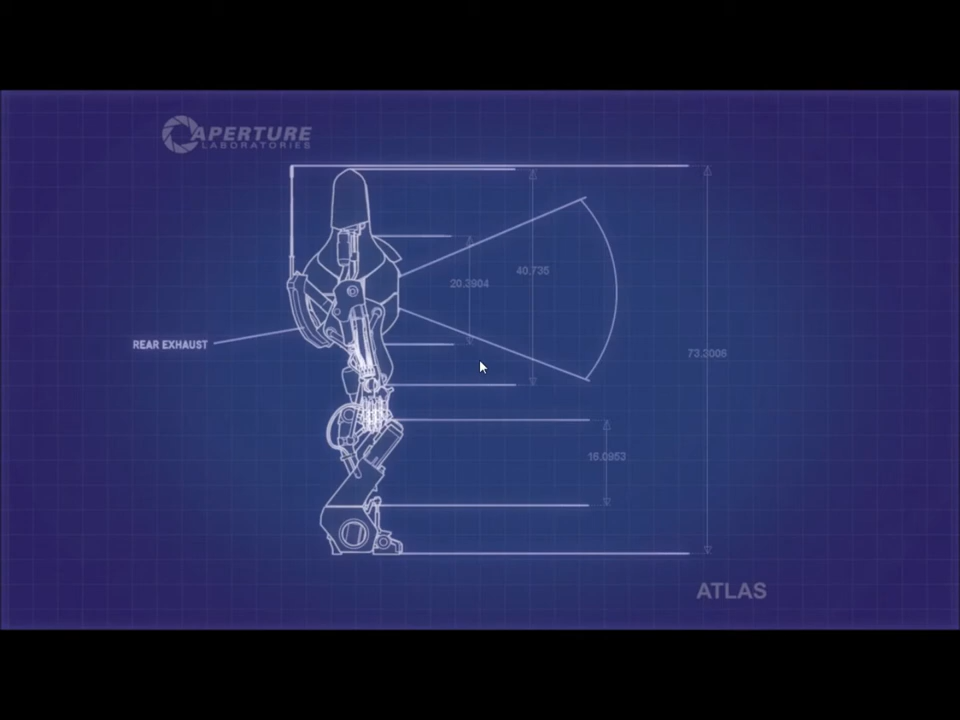 APERTURE
LABORATORIES
40.735
20.3904
REAR EXHAUST
73.3006
16.0953
ATLAS